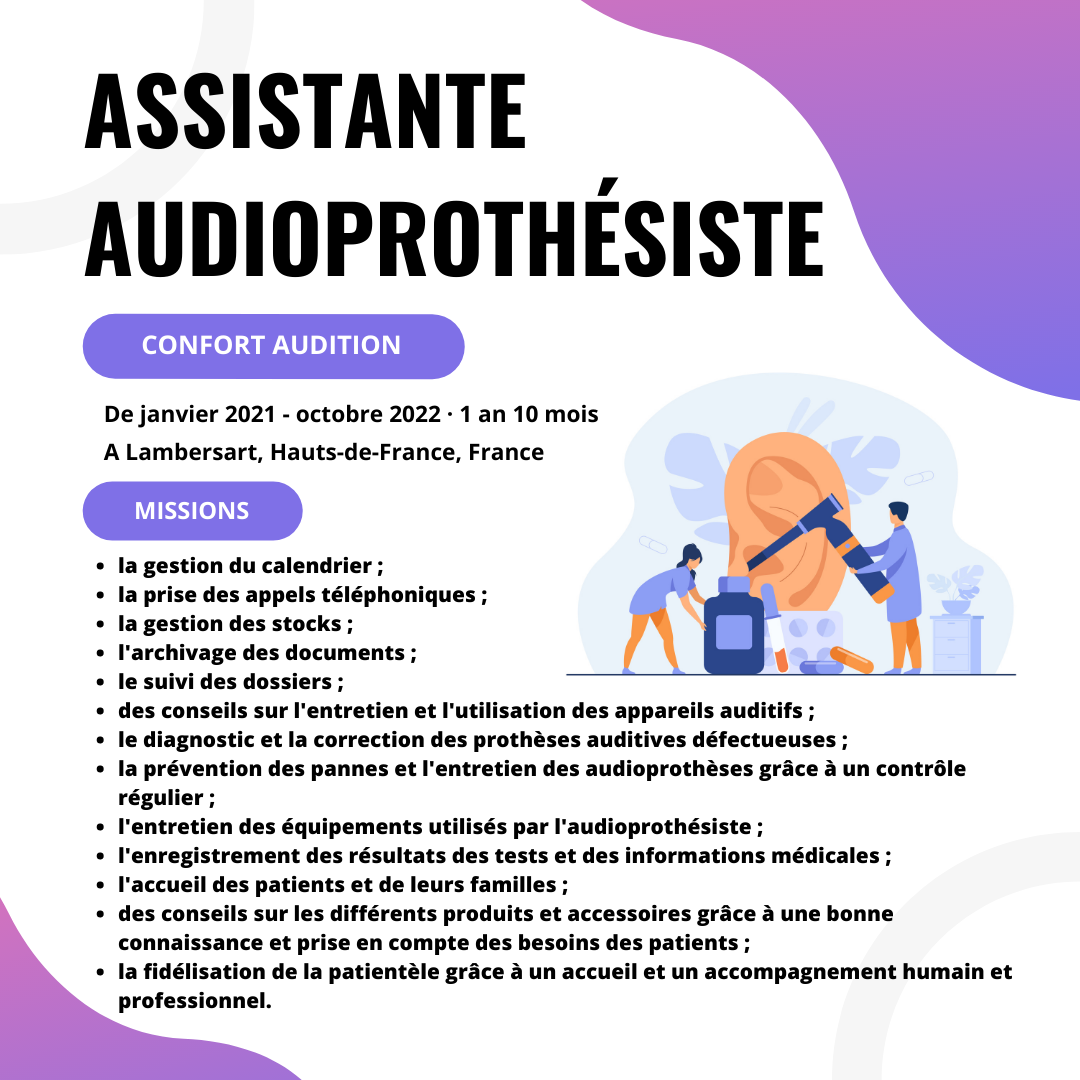 ASSISTANTE
AUDIOPROTHÉSISTE
CONFORT AUDITION
De janvier 2021 - octobre 2022 · 1 an 10 mois
A Lambersart, Hauts-de-France, France
MISSIONS
• la gestion du calendrier ;
• la prise des appels téléphoniques ;
• la gestion des stocks ;
• l'archivage des documents ;
• le suivi des dossiers ;
• des conseils sur l'entretien et l'utilisation des appareils auditifs ;
• le diagnostic et la correction des prothèses auditives défectueuses ;
• la prévention des pannes et l'entretien des audioprothèses grâce à un contrôle
régulier ;
• l'entretien des équipements utilisés par l'audioprothésiste ;
• l'enregistrement des résultats des tests et des informations médicales ;
• l'accueil des patients et de leurs familles ;
• des conseils sur les différents produits et accessoires grâce à une bonne
connaissance et prise en compte des besoins des patients ;
• la fidélisation de la patientèle grâce à un accueil et un accompagnement humain et
professionnel.